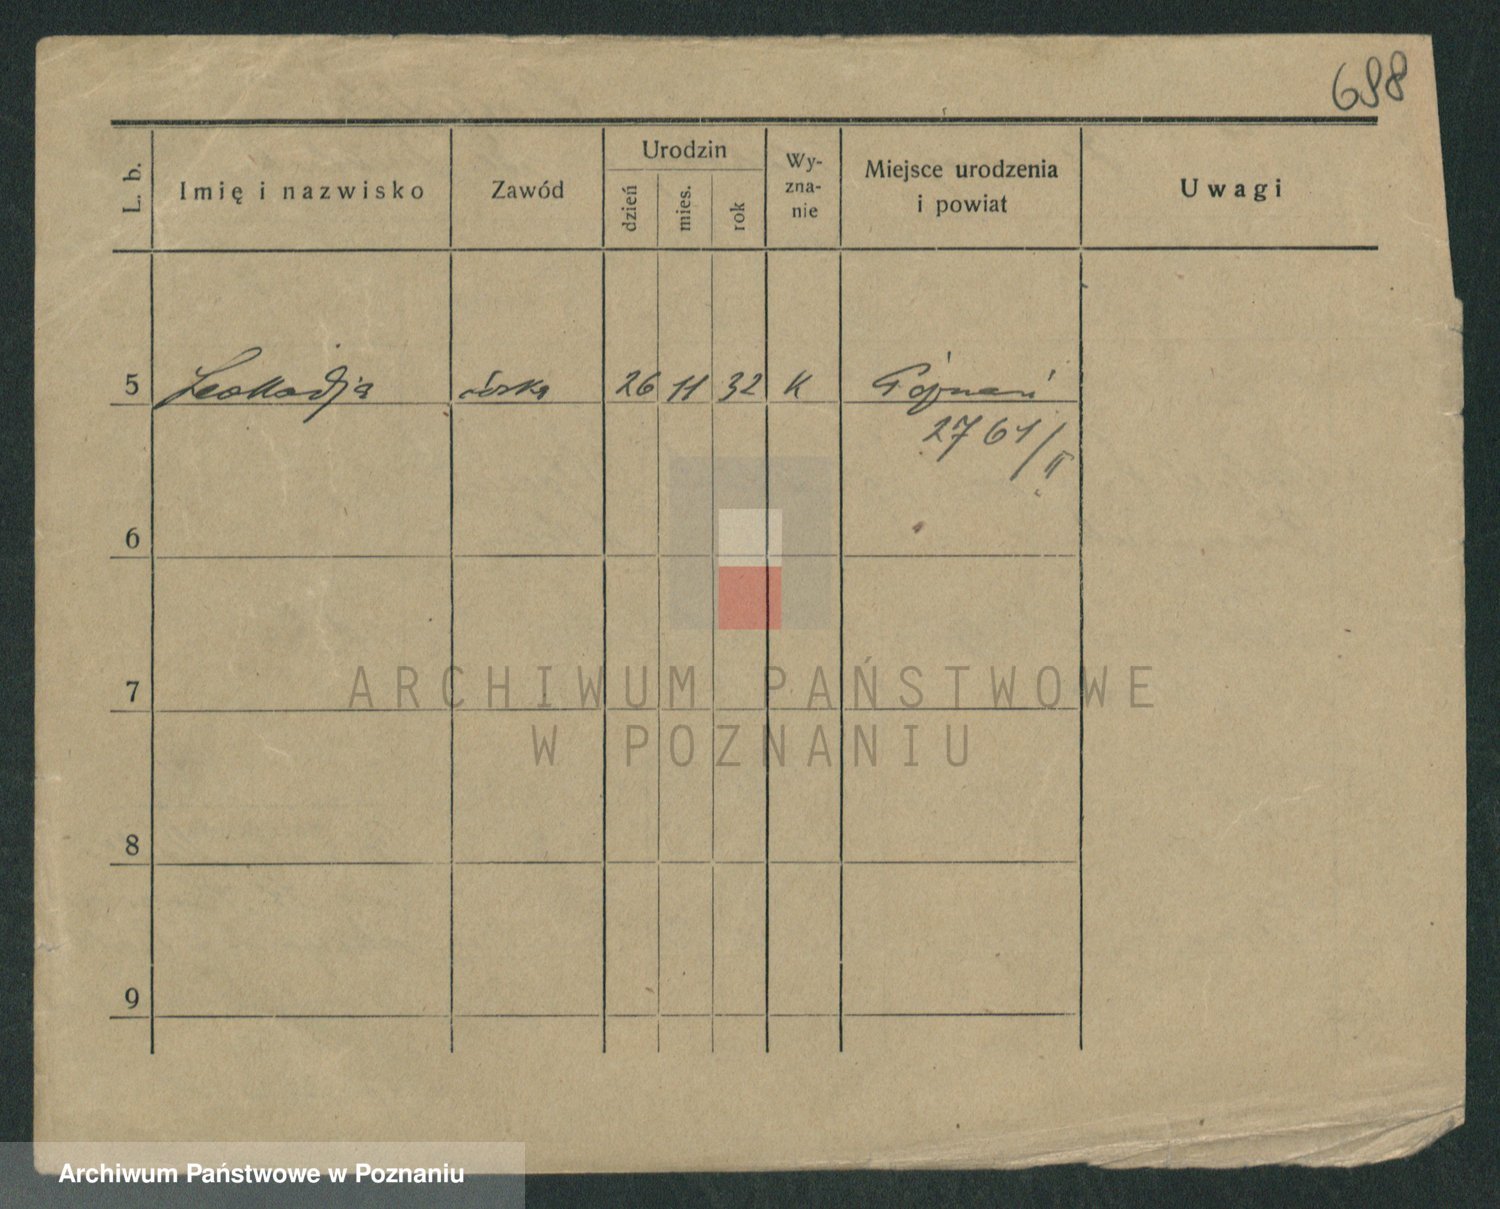 698
L. b.
Imię i nazwisko
Zawód
Urodzin
dzień
mies.
rok
Wy-
zna-
nie
Miejsce urodzenia
i powiat
Uwagi
5 Leokadja córka 26 11 32 K Poznań
2761/II
6
7
8
9
ARCHIWUM PAŃSTWOWE
W POZNANIU
Archiwum Państwowe w Poznaniu